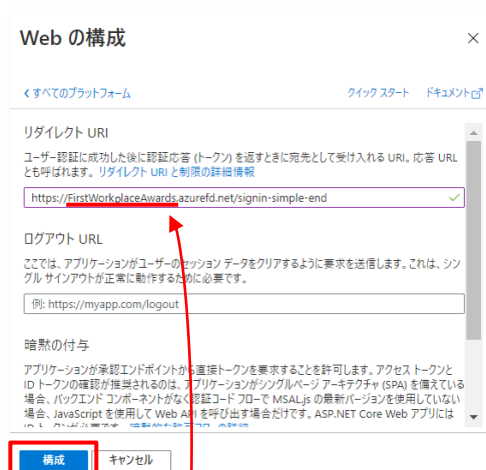 Web の構成
すべてのプラットフォーム クイック スタート ドキュメント
リダイレクト URI
ユーザー認証に成功した後に認証応答 (トークン) を返すときに宛先として受け入れる URI。応答 URL
とも呼ばれます。リダイレクト URI と制限の詳細情報
https://FirstWorkplaceAwards.azurefd.net/signin-simple-end
ログアウト URL
ここでは、アプリケーションがユーザーのセッション データをクリアするように要求を送信します。これは、シン
グル サインアウトが正常に動作するために必要です。
例: https://myapp.com/logout
暗黙の付与
アプリケーションが承認エンドポイントから直接トークンを要求することを許可します。アクセス トークンと
ID トークンの確認が推奨されるのは、アプリケーションがシングルページ アーキテクチャ (SPA) を備えている
場合、バックエンド コンポーネントがなく認証コード フローで MSAL.js の最新バージョンを使用していない
場合、JavaScript を使用して Web API を呼び出す場合だけです。ASP.NET Core Web アプリには
構成 キャンセル